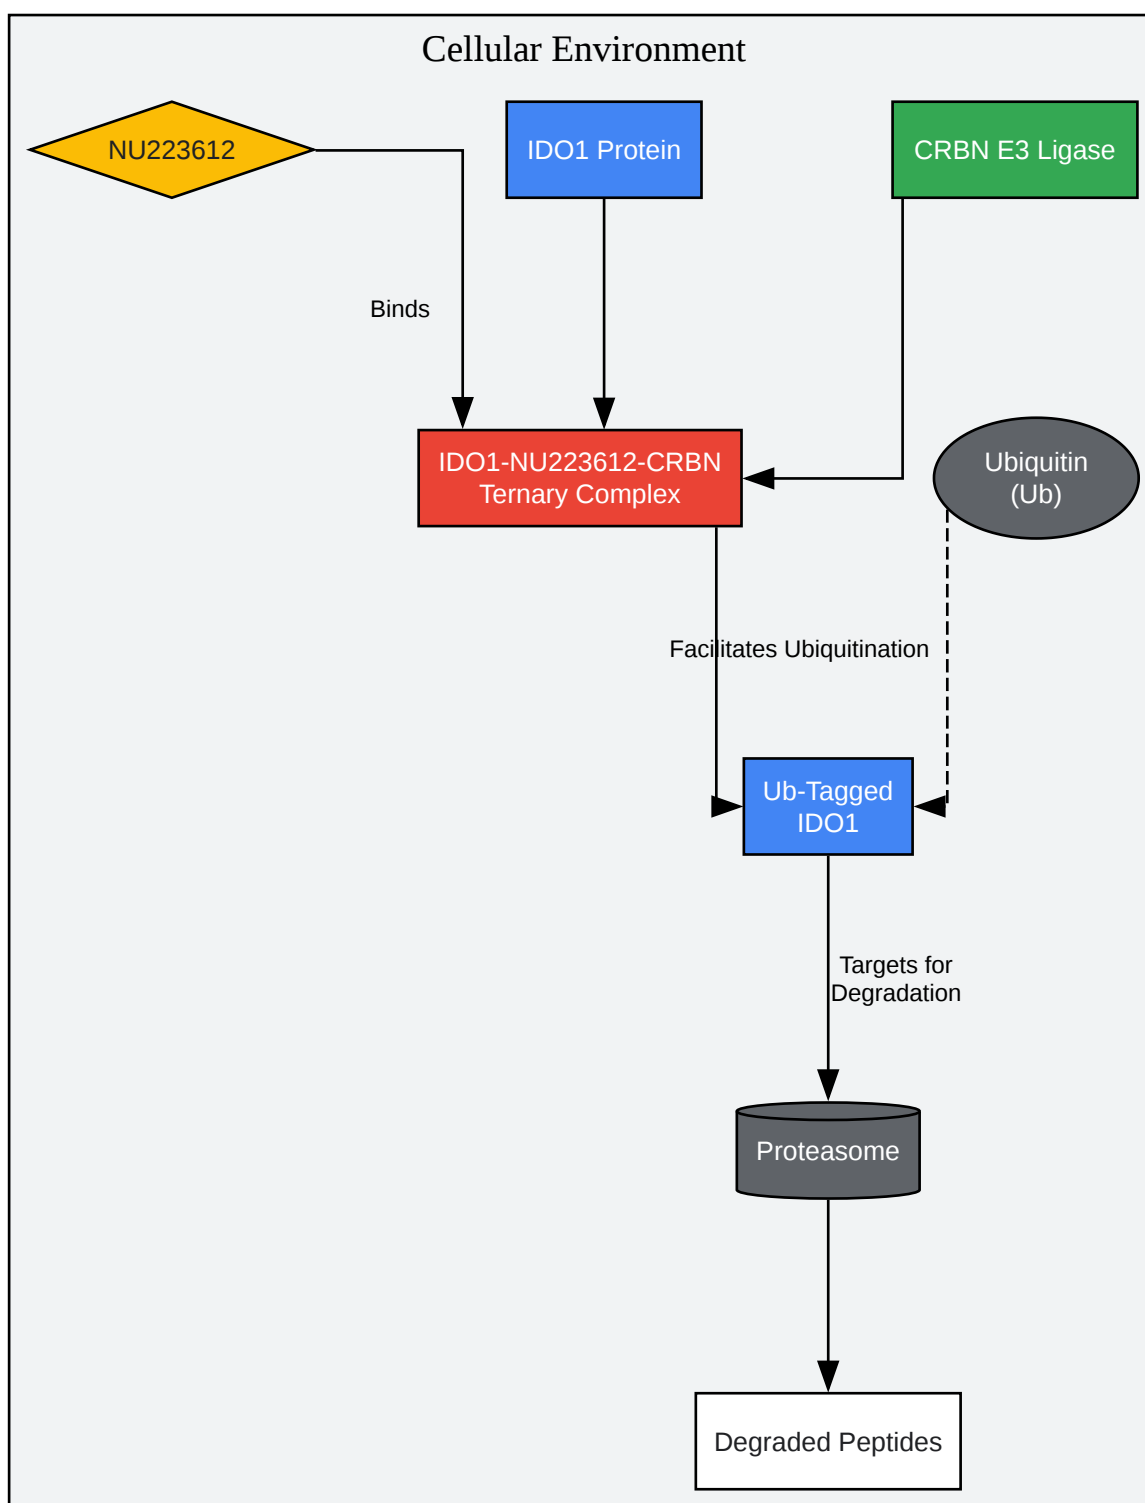 Cellular Environment
NU223612
IDO1 Protein
CRBN E3 Ligase
Binds
IDO1-NU223612-CRBN
Ternary Complex
Ubiquitin
(Ub)
Facilitates Ubiquitination
Ub-Tagged
IDO1
Targets for
Degradation
Proteasome
Degraded Peptides